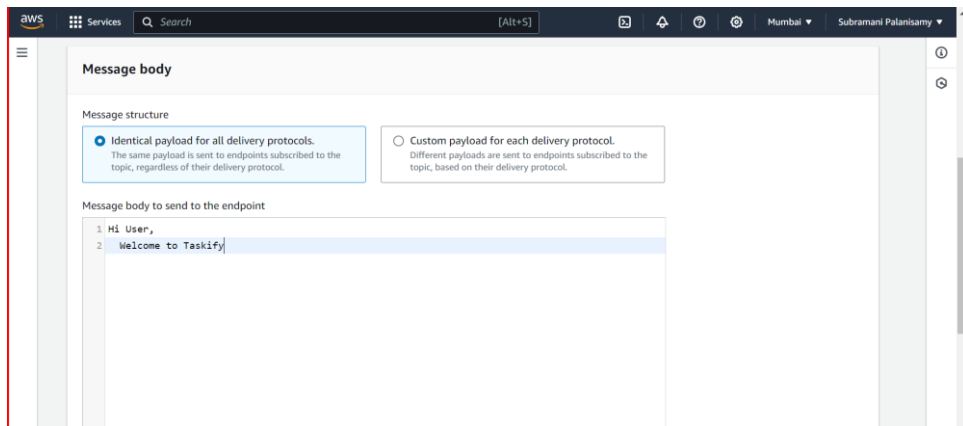 aws Services Search [Alt+S] Mumbai ▼ Subramani Palanisamy ▼
Message body
Message structure
Identical payload for all delivery protocols.
The same payload is sent to endpoints subscribed to the
topic, regardless of their delivery protocol.
Custom payload for each delivery protocol.
Different payloads are sent to endpoints subscribed to the
topic, based on their delivery protocol.
Message body to send to the endpoint
1 Hi User,
2 Welcome to Taskify